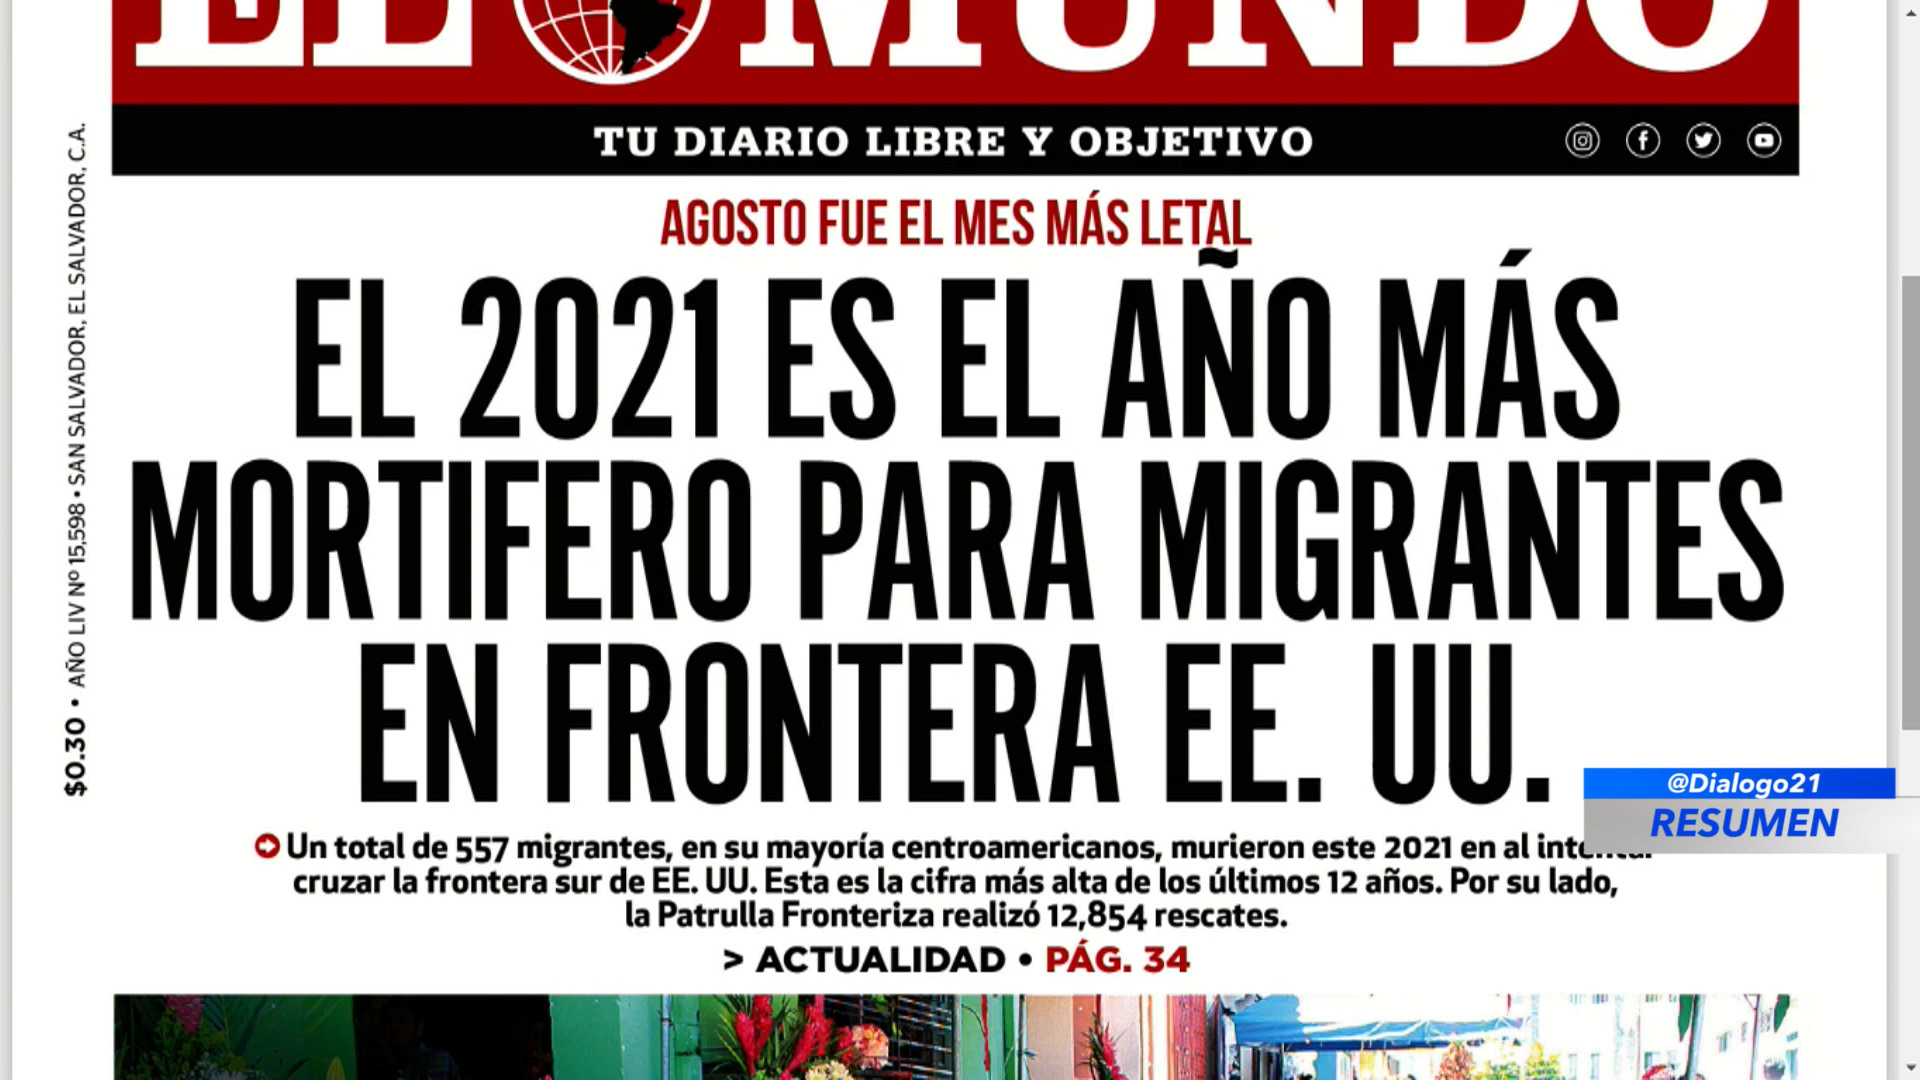 EL MUNDO
TU DIARIO LIBRE Y OBJETIVO
$0.30 • AÑO LIV Nº 15,598 • SAN SALVADOR, EL SALVADOR, C.A.
AGOSTO FUE EL MES MÁS LETAL
EL 2021 ES EL AÑO MÁS
MORTIFERO PARA MIGRANTES
EN FRONTERA EE. UU.
Un total de 557 migrantes, en su mayoría centroamericanos, murieron este 2021 en al intentar
cruzar la frontera sur de EE. UU. Esta es la cifra más alta de los últimos 12 años. Por su lado,
la Patrulla Fronteriza realizó 12,854 rescates.
> ACTUALIDAD • PÁG. 34
@Dialogo21
RESUMEN